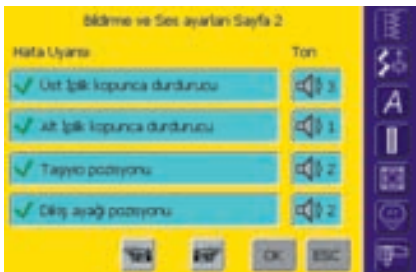 Bildirme ve Ses ayarları Sayfa 2
Hata Uyarısı Ton
Üst İplik kopunca durdurucu 3
Alt İplik kopunca durdurucu 1
Taşıyıcı pozisyonu 2
Dikiş ayağı pozisyonu 2
OK ESC
A